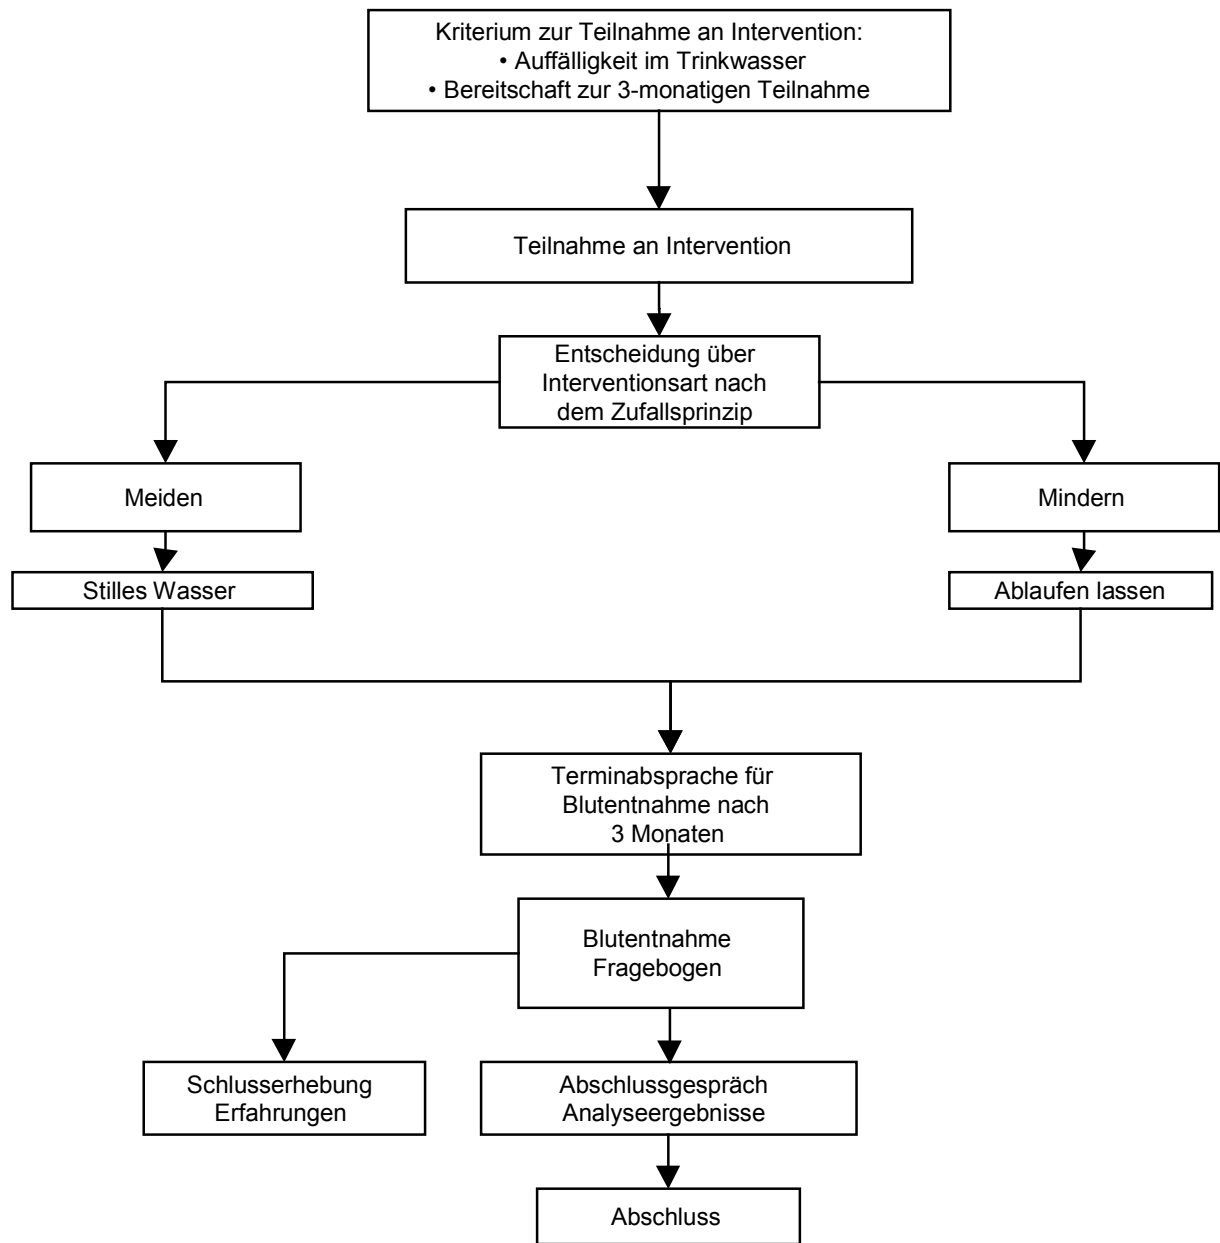 Kriterium zur Teilnahme an Intervention:
• Auffälligkeit im Trinkwasser
• Bereitschaft zur 3-monatigen Teilnahme
Teilnahme an Intervention
Entscheidung über
Interventionsart nach
dem Zufallsprinzip
Meiden
Mindern
Stilles Wasser
Ablaufen lassen
Terminabsprache für
Blutentnahme nach
3 Monaten
Blutentnahme
Fragebogen
Schlusserhebung
Erfahrungen
Abschlussgespräch
Analyseergebnisse
Abschluss